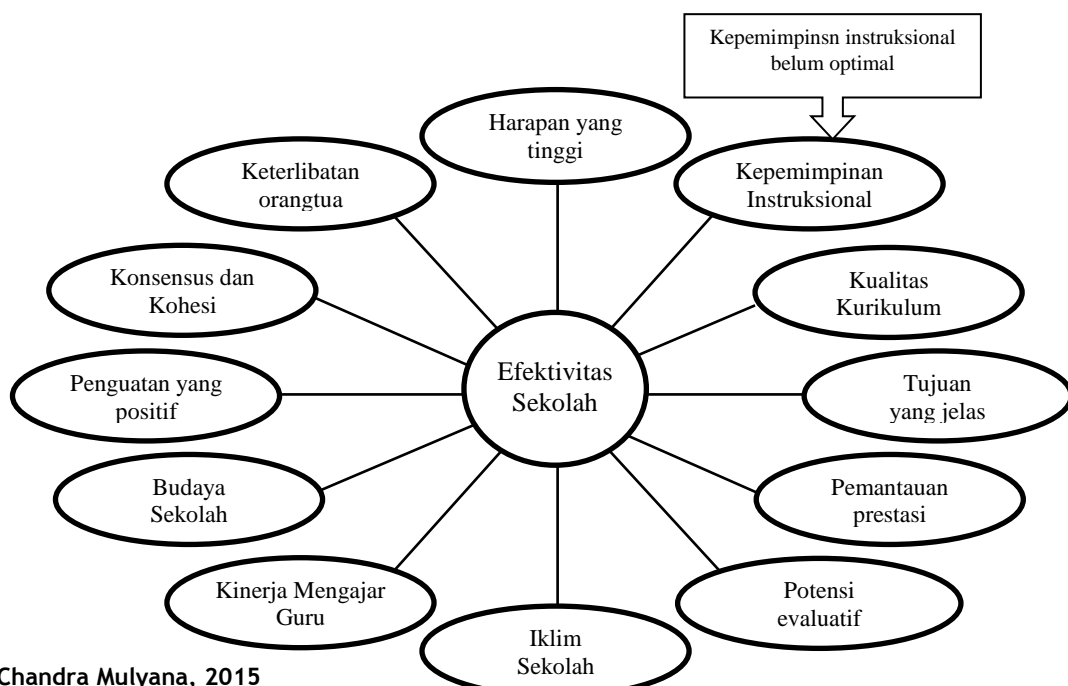 Kepemimpinsn instruksional
belum optimal
Harapan yang
tinggi
Keterlibatan
orangtua
Kepemimpinan
Instruksional
Konsensus dan
Kohesi
Kualitas
Kurikulum
Efektivitas
Sekolah
Penguatan yang
positif
Tujuan
yang jelas
Budaya
Sekolah
Pemantauan
prestasi
Kinerja Mengajar
Guru
Potensi
evaluatif
Iklim
Sekolah
Chandra Mulyana, 2015